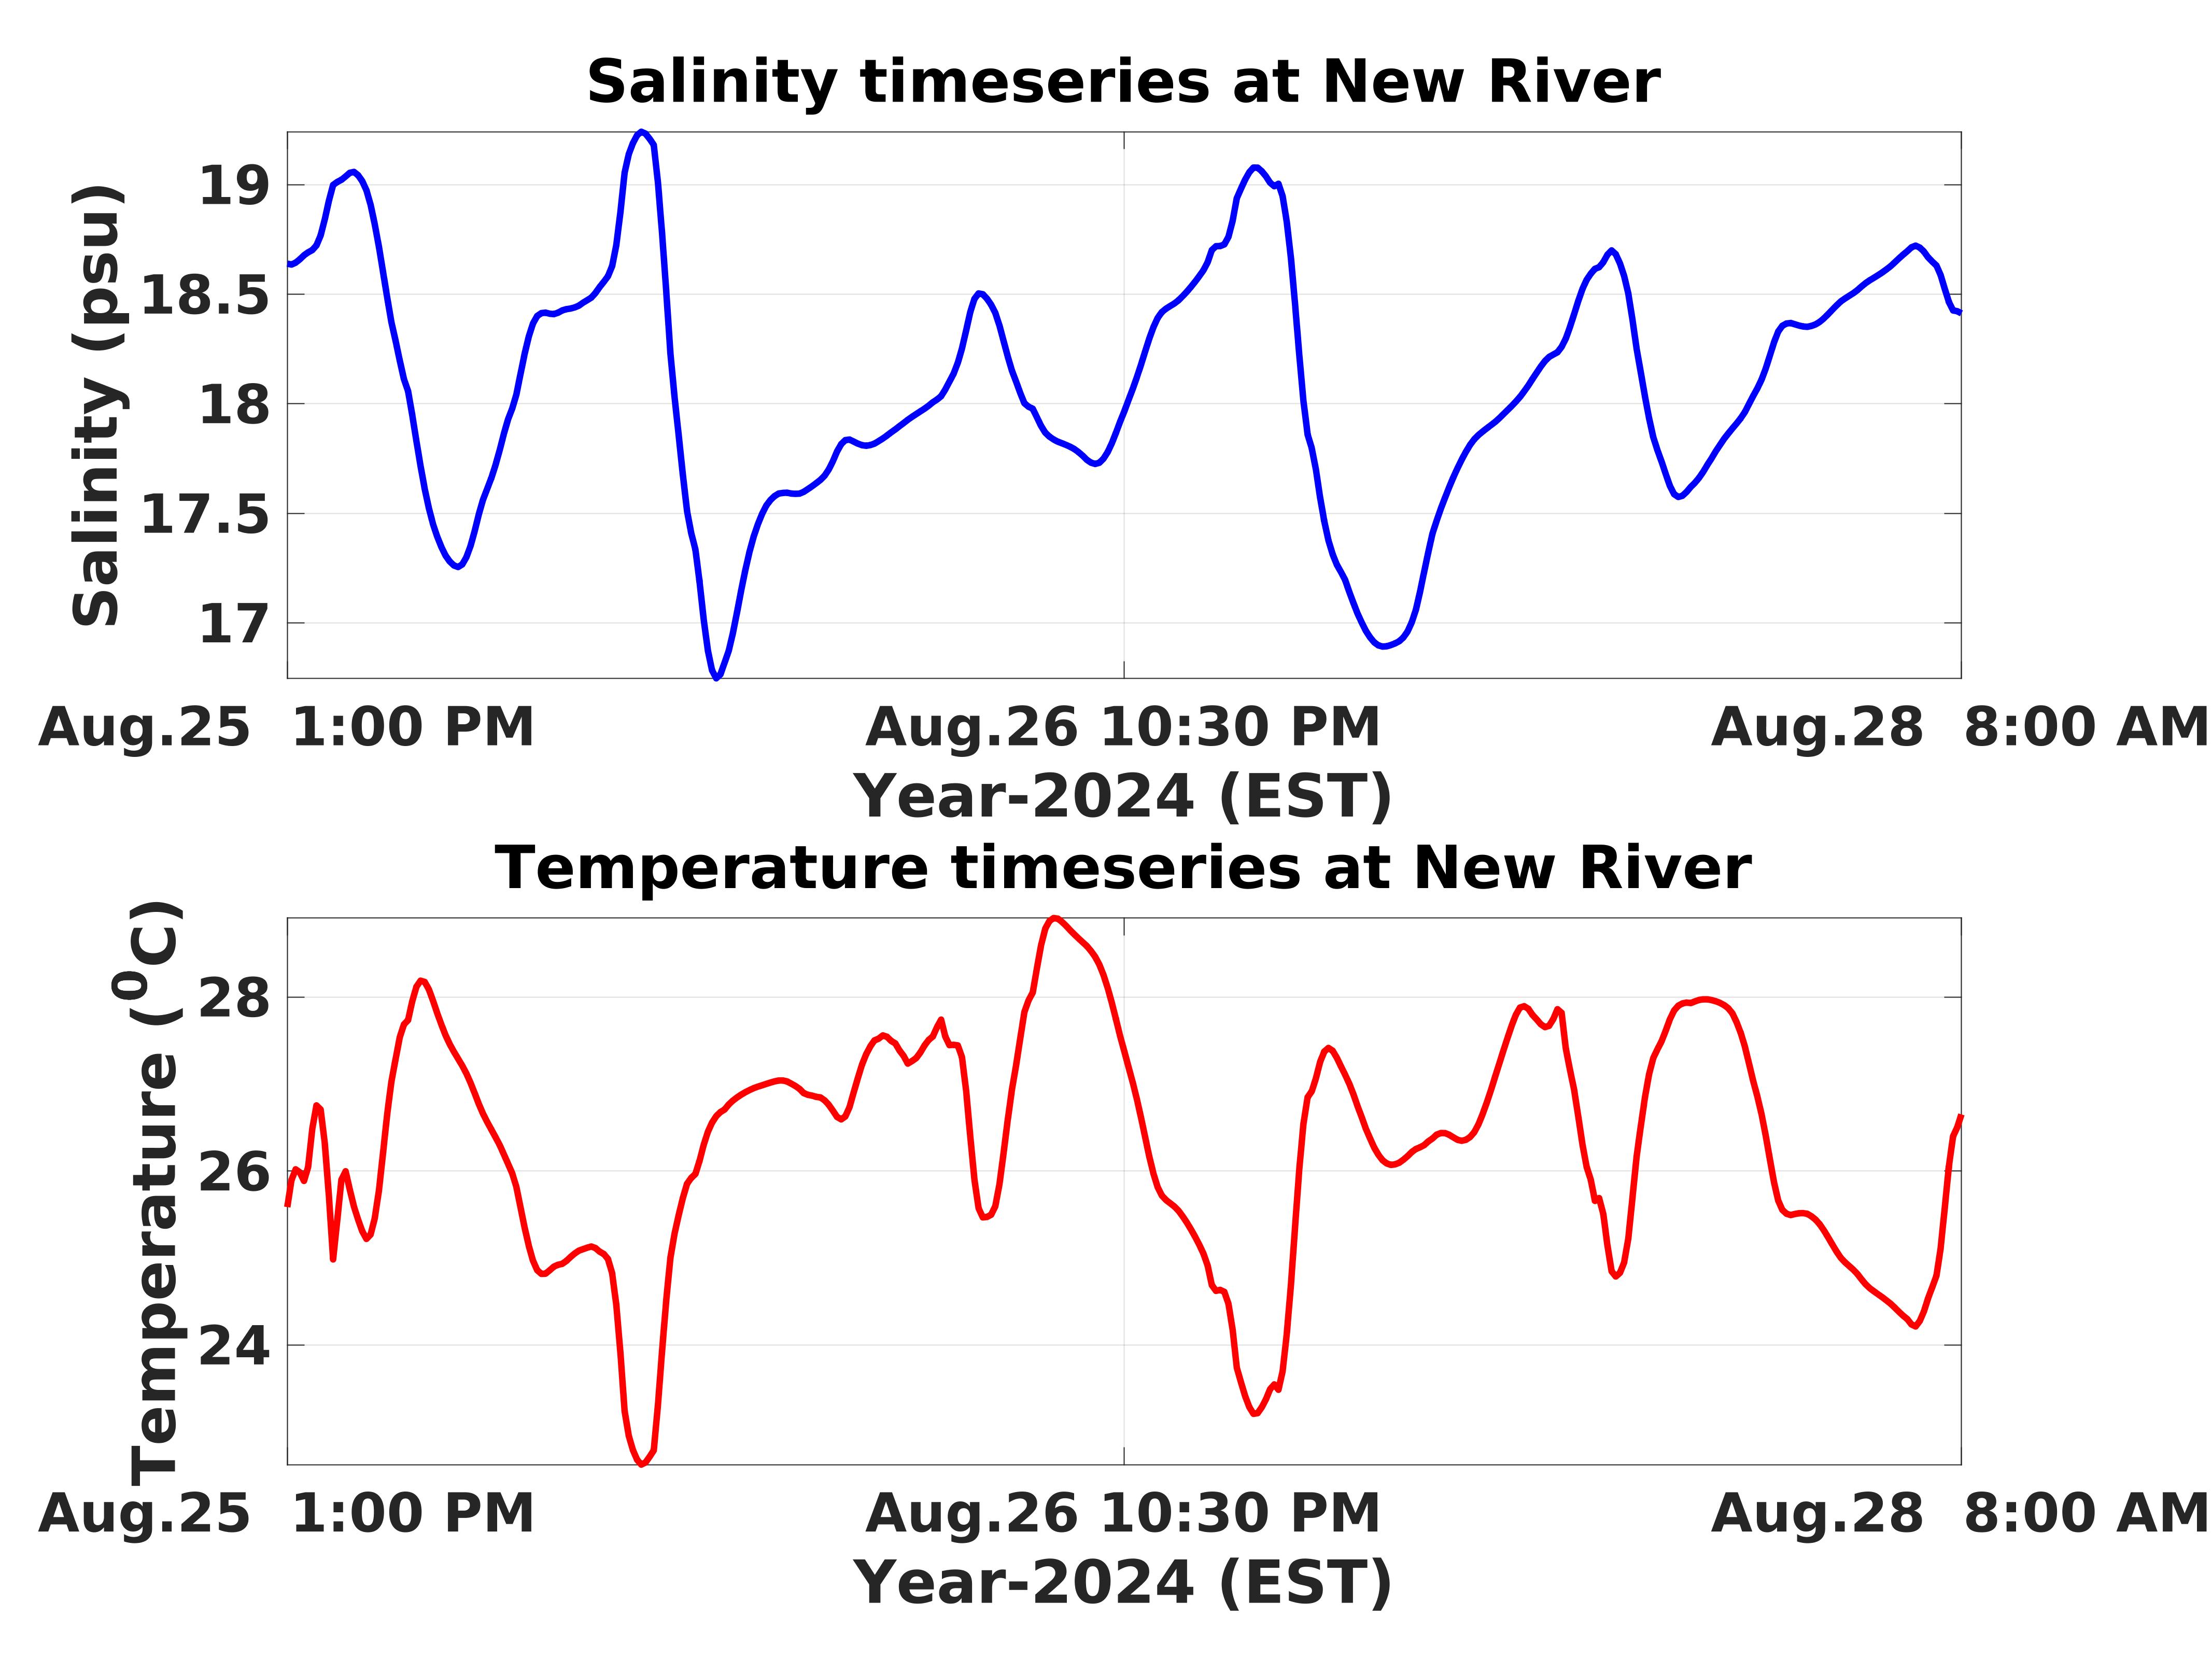 Salinity timeseries at New River
Salinity (psu)
19
18.5
18
17.5
17
Aug.25  1:00 PM
Aug.26 10:30 PM
Aug.28  8:00 AM
Year-2024 (EST)
Temperature timeseries at New River
Temperature (⁰C)
28
26
24
Aug.25  1:00 PM
Aug.26 10:30 PM
Aug.28  8:00 AM
Year-2024 (EST)